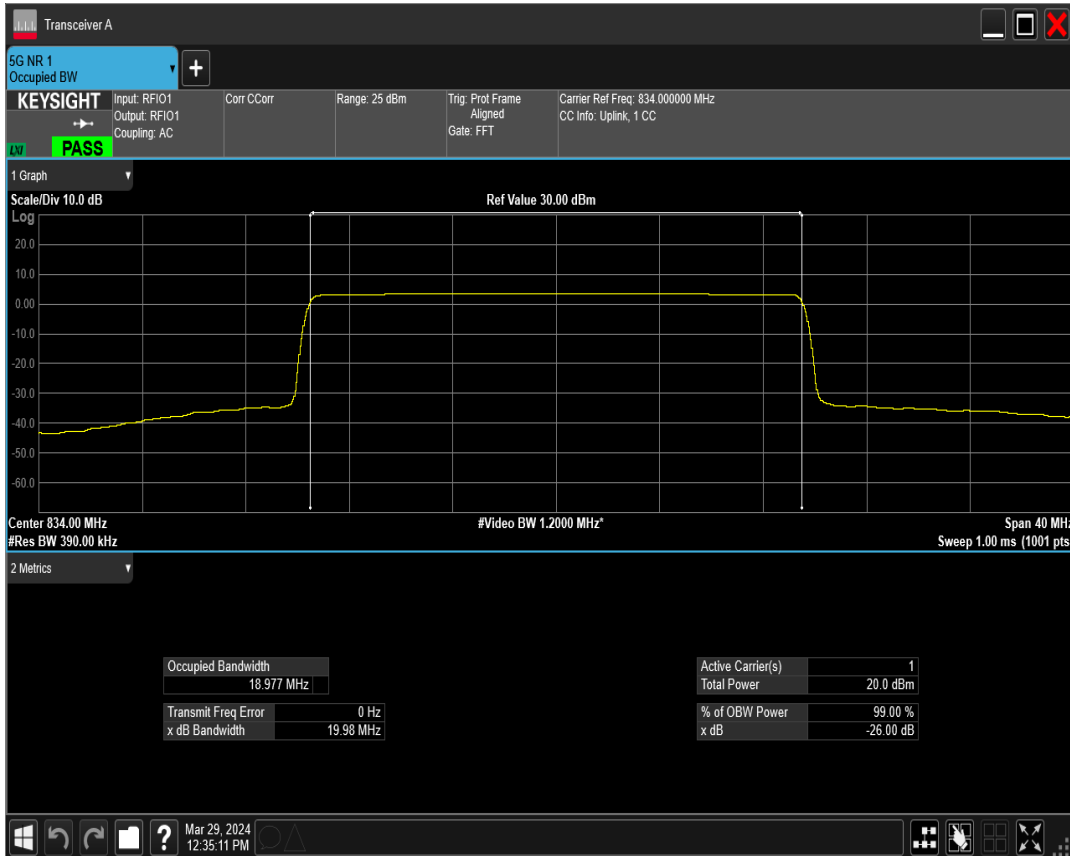 Transceiver A
5G NR 1
Occupied BW
+
KEYSIGHT
LXI
PASS
Input: RFIO1
Output: RFIO1
Coupling: AC
Corr CCorr
Range: 25 dBm
Trig: Prot Frame
Aligned
Gate: FFT
Carrier Ref Freq: 834.000000 MHz
CC Info: Uplink, 1 CC
1 Graph
Scale/Div 10.0 dB
Ref Value 30.00 dBm
Log
20.0
10.0
0.00
-10.0
-20.0
-30.0
-40.0
-50.0
-60.0
Center 834.00 MHz
#Video BW 1.2000 MHz*
Span 40 MHz
#Res BW 390.00 kHz
Sweep 1.00 ms (1001 pts
2 Metrics
Occupied Bandwidth
18.977 MHz
Transmit Freq Error 0 Hz
x dB Bandwidth 19.98 MHz
Active Carrier(s) 1
Total Power 20.0 dBm
% of OBW Power 99.00 %
x dB -26.00 dB
?
Mar 29, 2024
12:35:11 PM